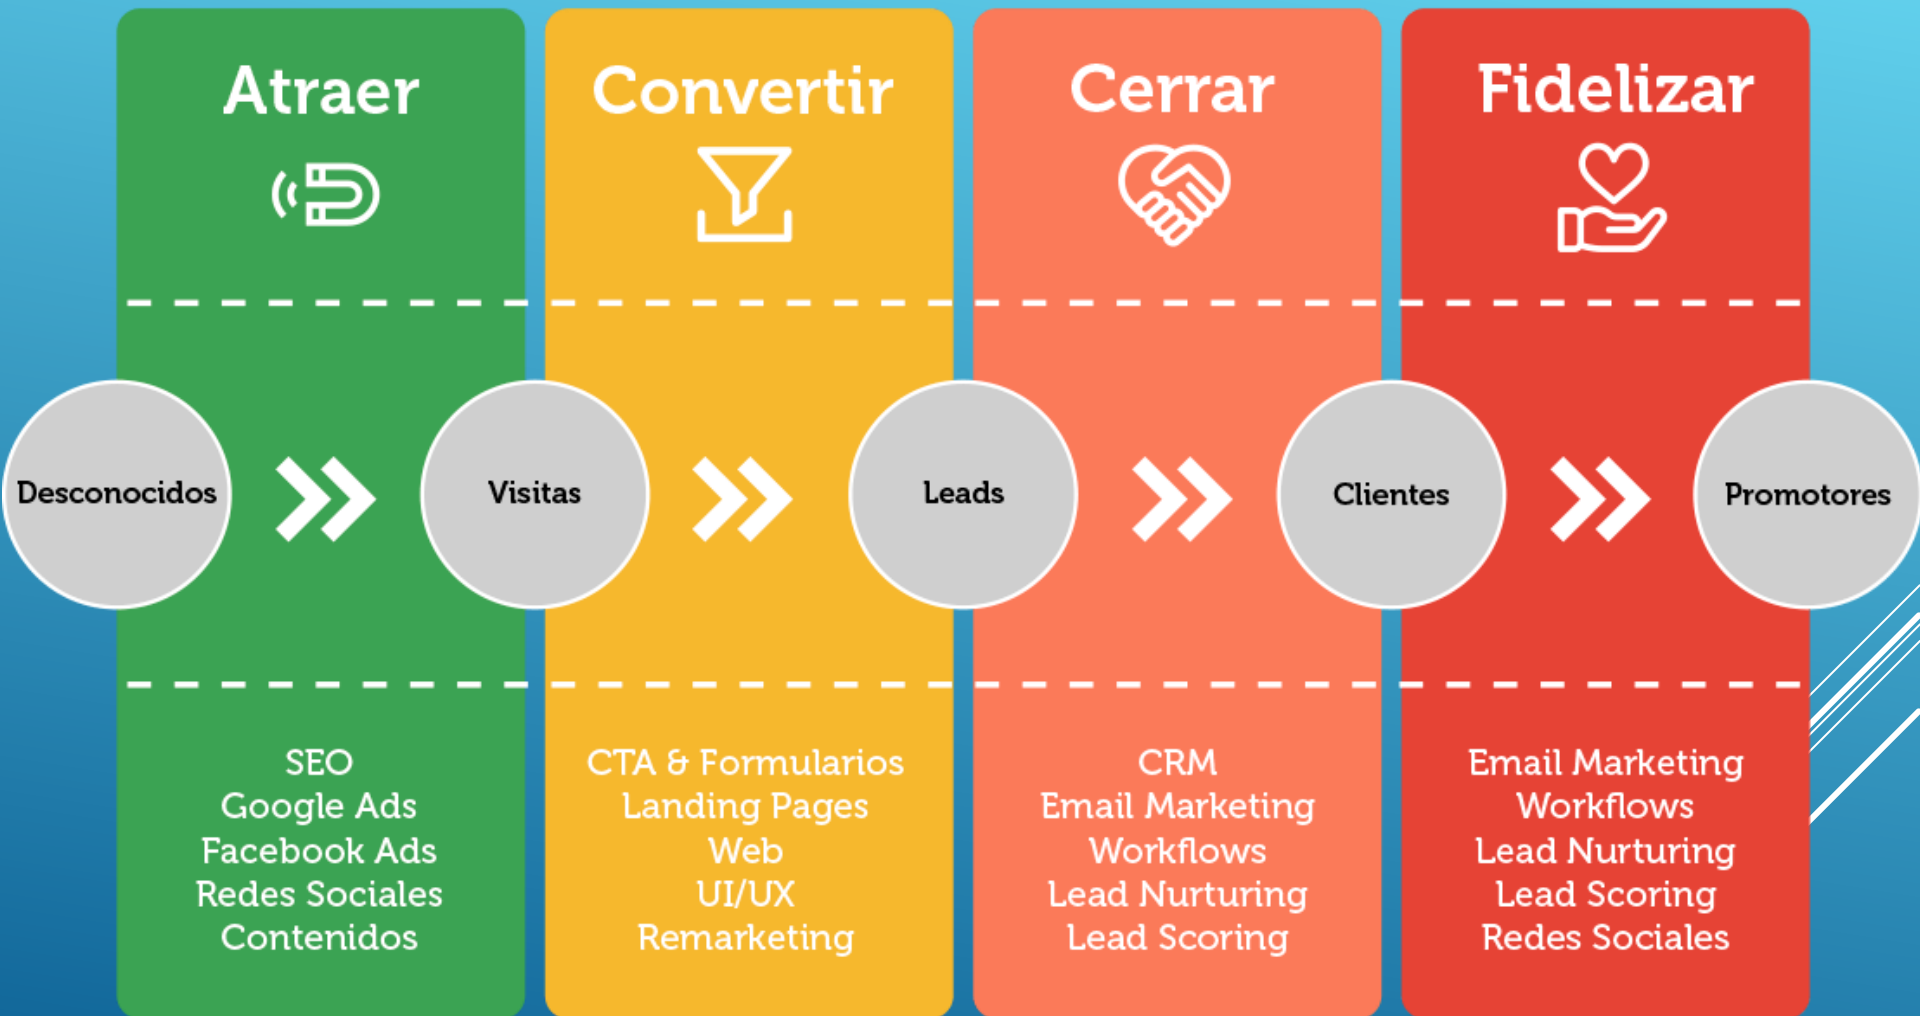 Atraer
Convertir
Cerrar
Fidelizar
Desconocidos
Visitas
Leads
Clientes
Promotores
SEO
Google Ads
Facebook Ads
Redes Sociales
Contenidos
CTA & Formularios
Landing Pages
Web
UI/UX
Remarketing
CRM
Email Marketing
Workflows
Lead Nurturing
Lead Scoring
Email Marketing
Workflows
Lead Nurturing
Lead Scoring
Redes Sociales